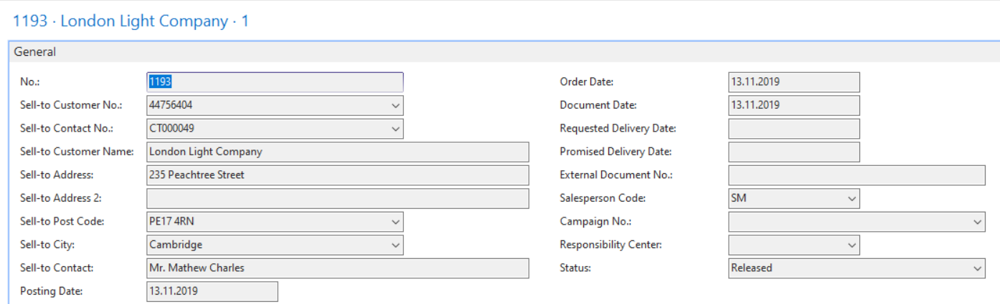 1193 · London Light Company · 1
General
No.: 1193
Sell-to Customer No.: 44756404
Sell-to Contact No.: CT000049
Sell-to Customer Name: London Light Company
Sell-to Address: 235 Peachtree Street
Sell-to Address 2:
Sell-to Post Code: PE17 4RN
Sell-to City: Cambridge
Sell-to Contact: Mr. Mathew Charles
Posting Date: 13.11.2019
Order Date: 13.11.2019
Document Date: 13.11.2019
Requested Delivery Date:
Promised Delivery Date:
External Document No.:
Salesperson Code: SM
Campaign No.:
Responsibility Center:
Status: Released